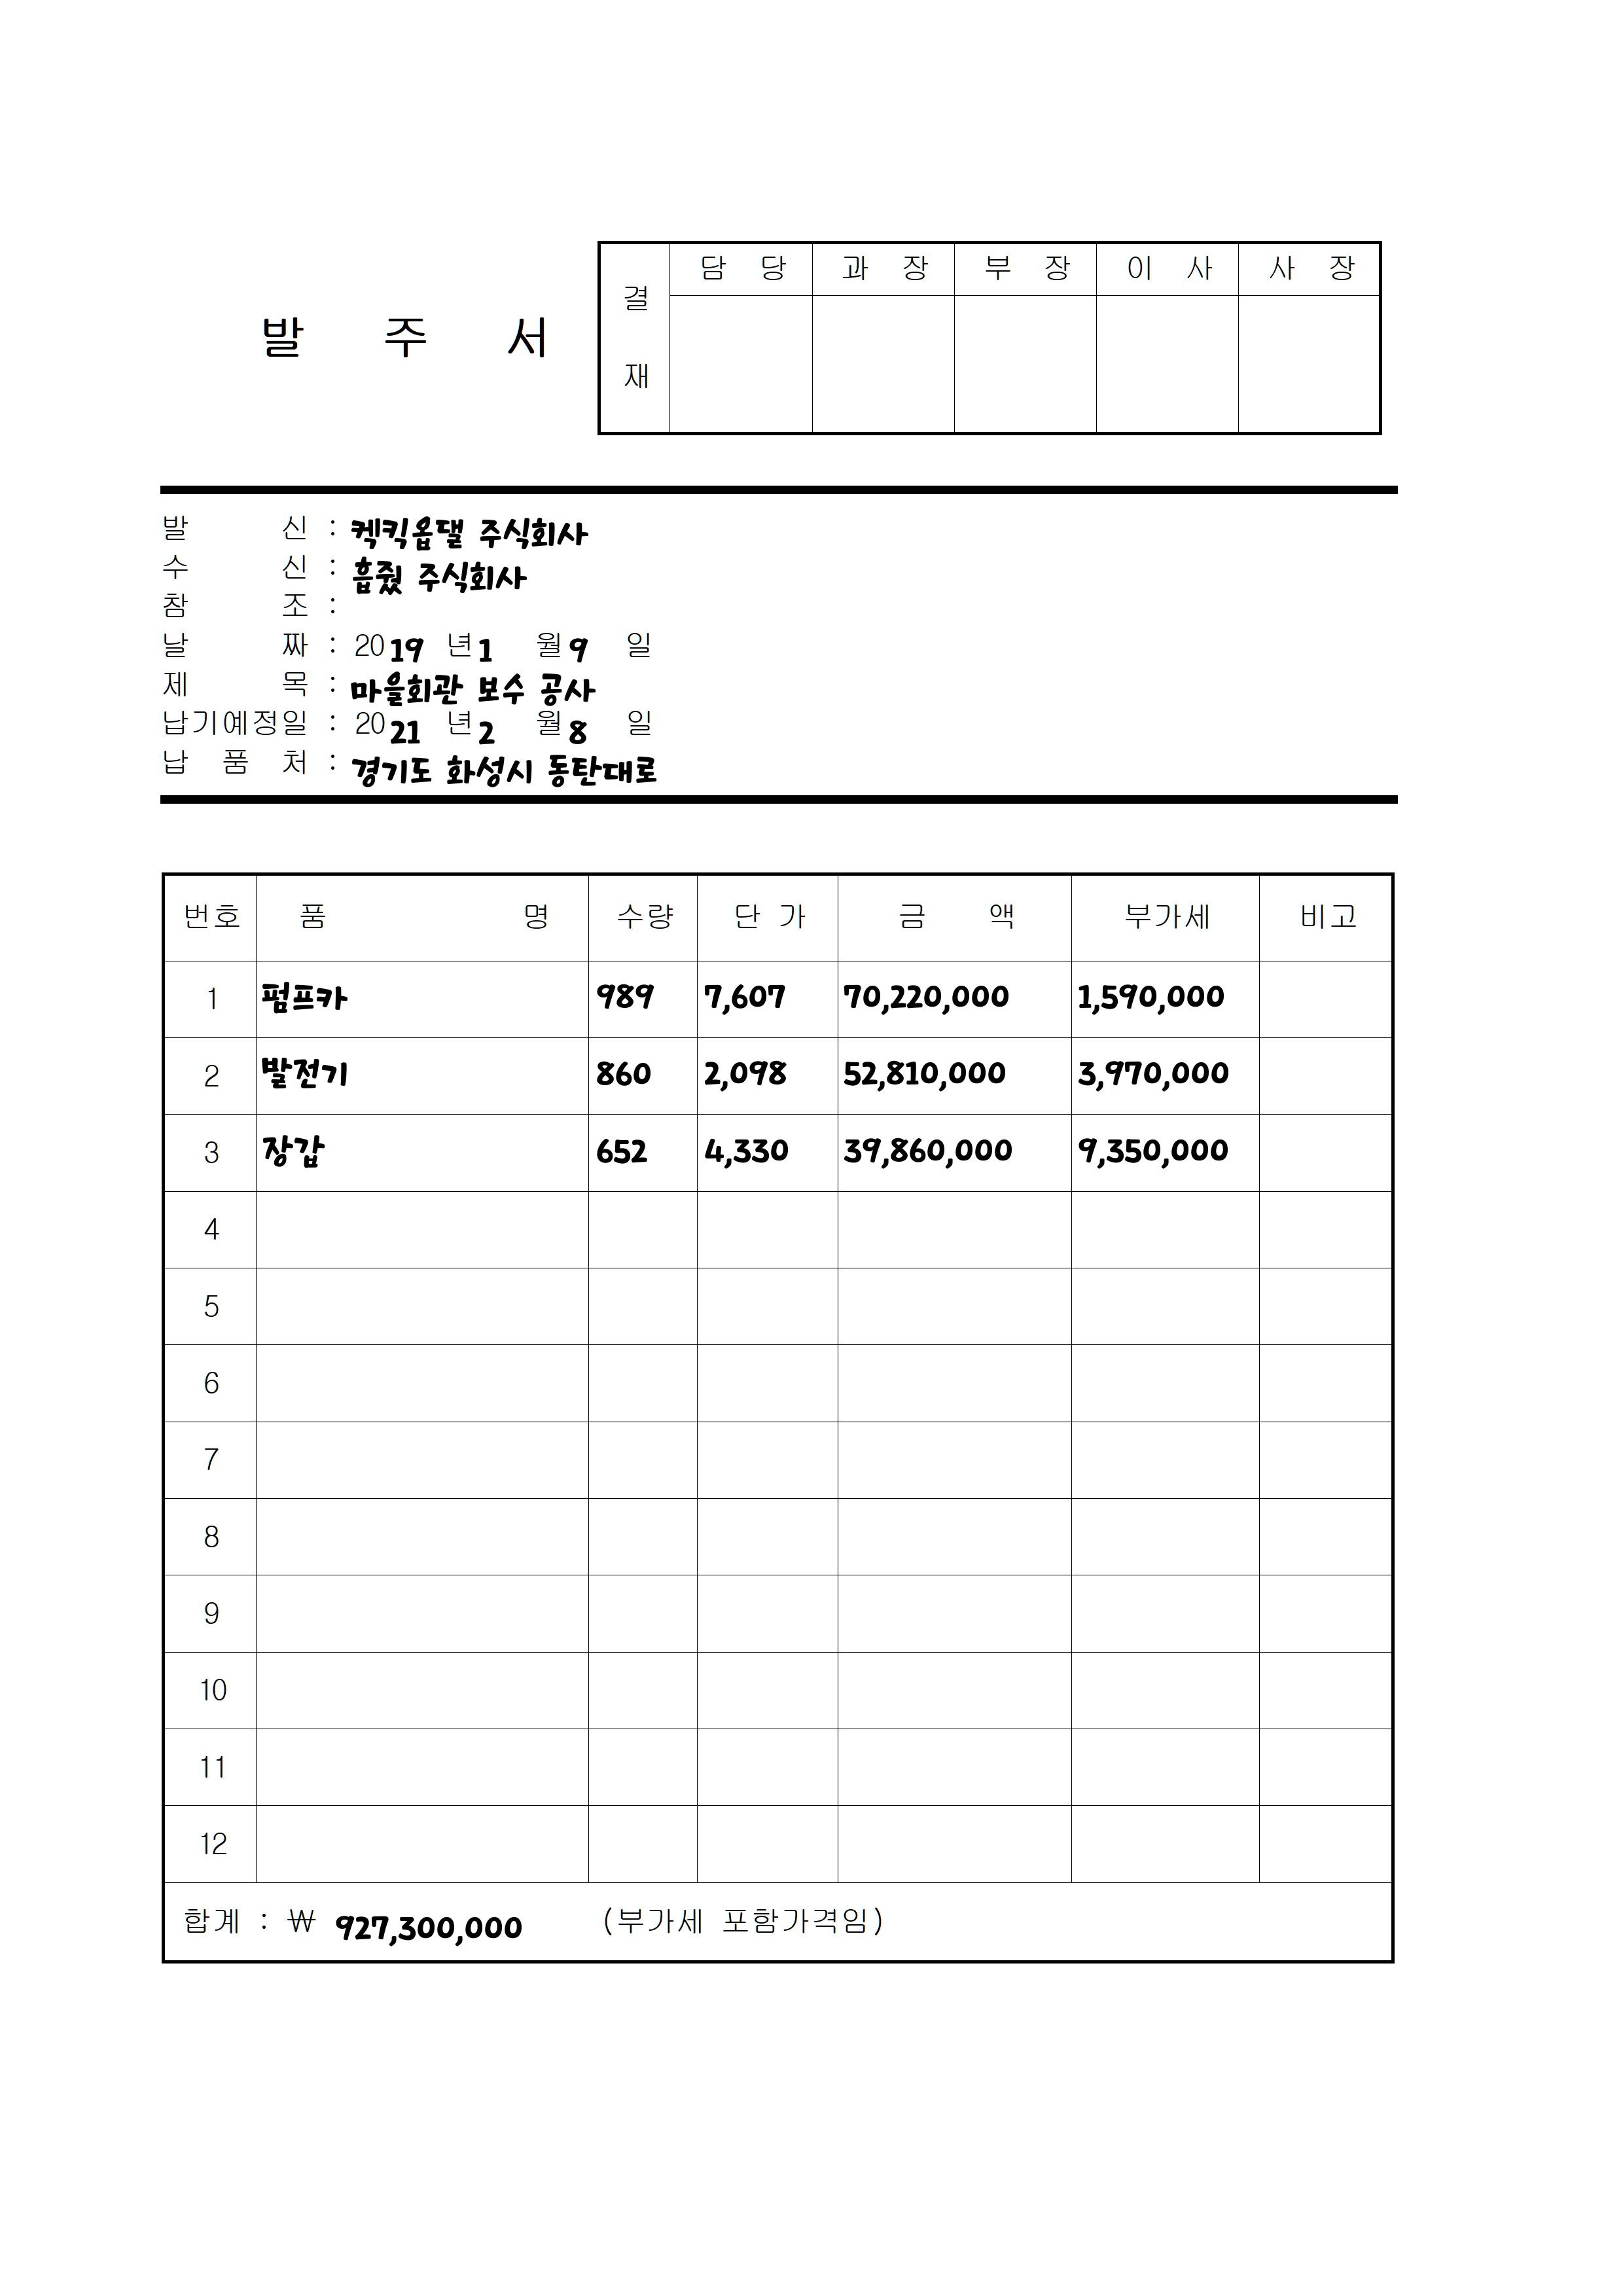 발 주 서
결 재
담 당 과 장 부 장 이 사 사 장
발 신 : 켁킥옵댈 주식회사
수 신 : 흡줬 주식회사
참 조 :
날 짜 : 2019 년 1 월 9 일
제 목 : 마을회관 보수 공사
납기예정일 : 2021 년 2 월 8 일
납 품 처 : 경기도 화성시 동탄대로
번호 품 명 수량 단 가 금 액 부가세 비고
1 펌프카 989 7,607 70,220,000 1,590,000
2 발전기 860 2,098 52,810,000 3,970,000
3 장갑 652 4,330 39,860,000 9,350,000
4
5
6
7
8
9
10
11
12
합계 : ₩ 927,300,000 (부가세 포함가격임)